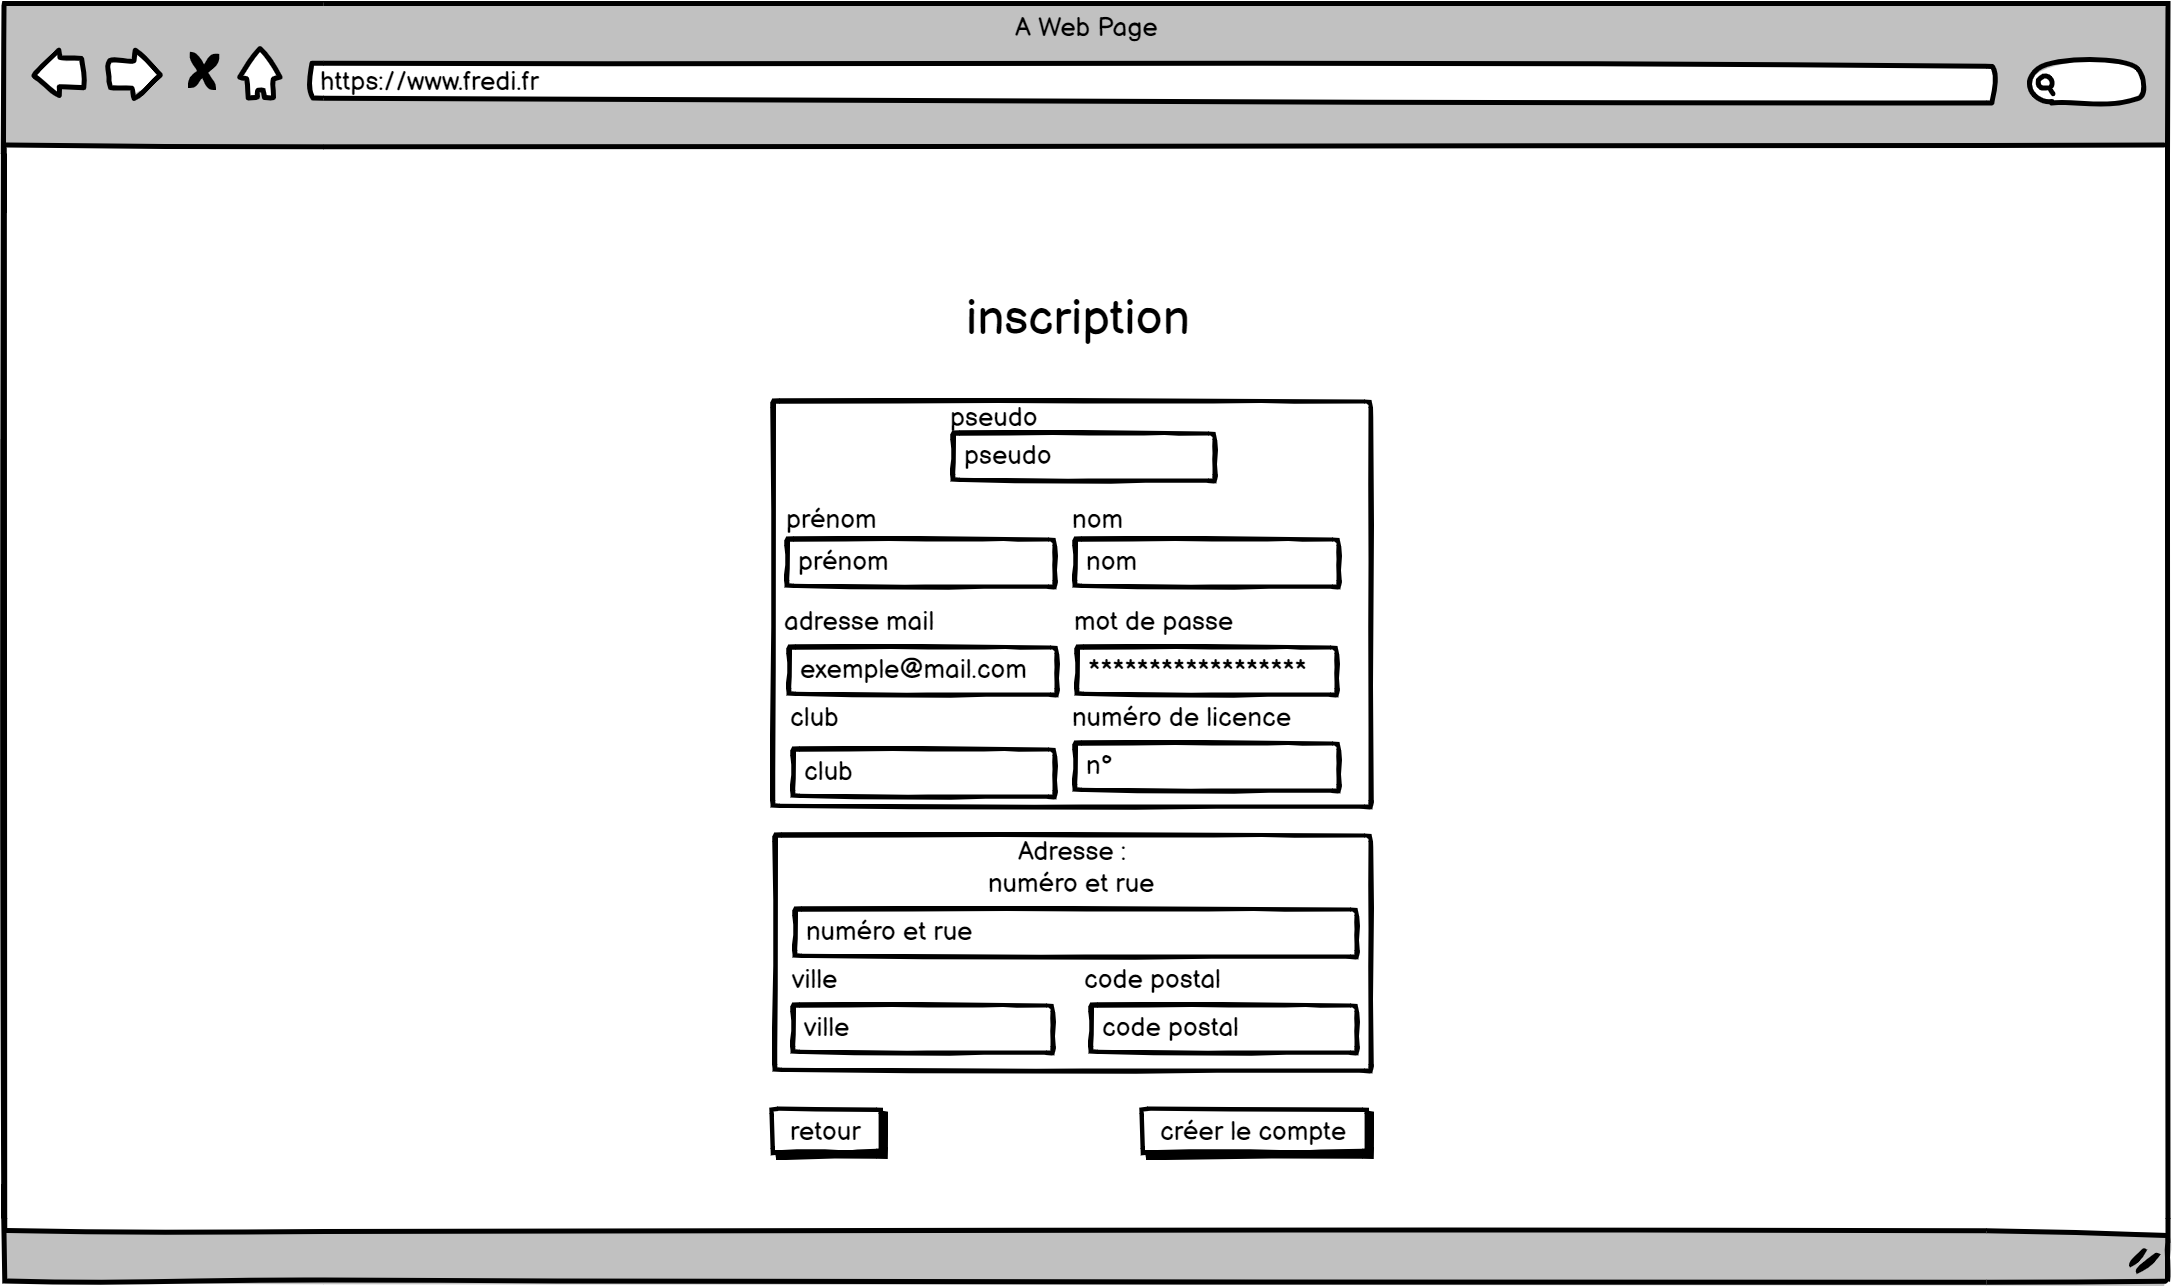 A Web Page
https://www.fredi.fr
inscription
pseudo
pseudo
prénom nom
prénom nom
adresse mail mot de passe
exemple@mail.com ******************
club numéro de licence
club n°
Adresse :
numéro et rue
numéro et rue
ville code postal
ville code postal
retour créer le compte